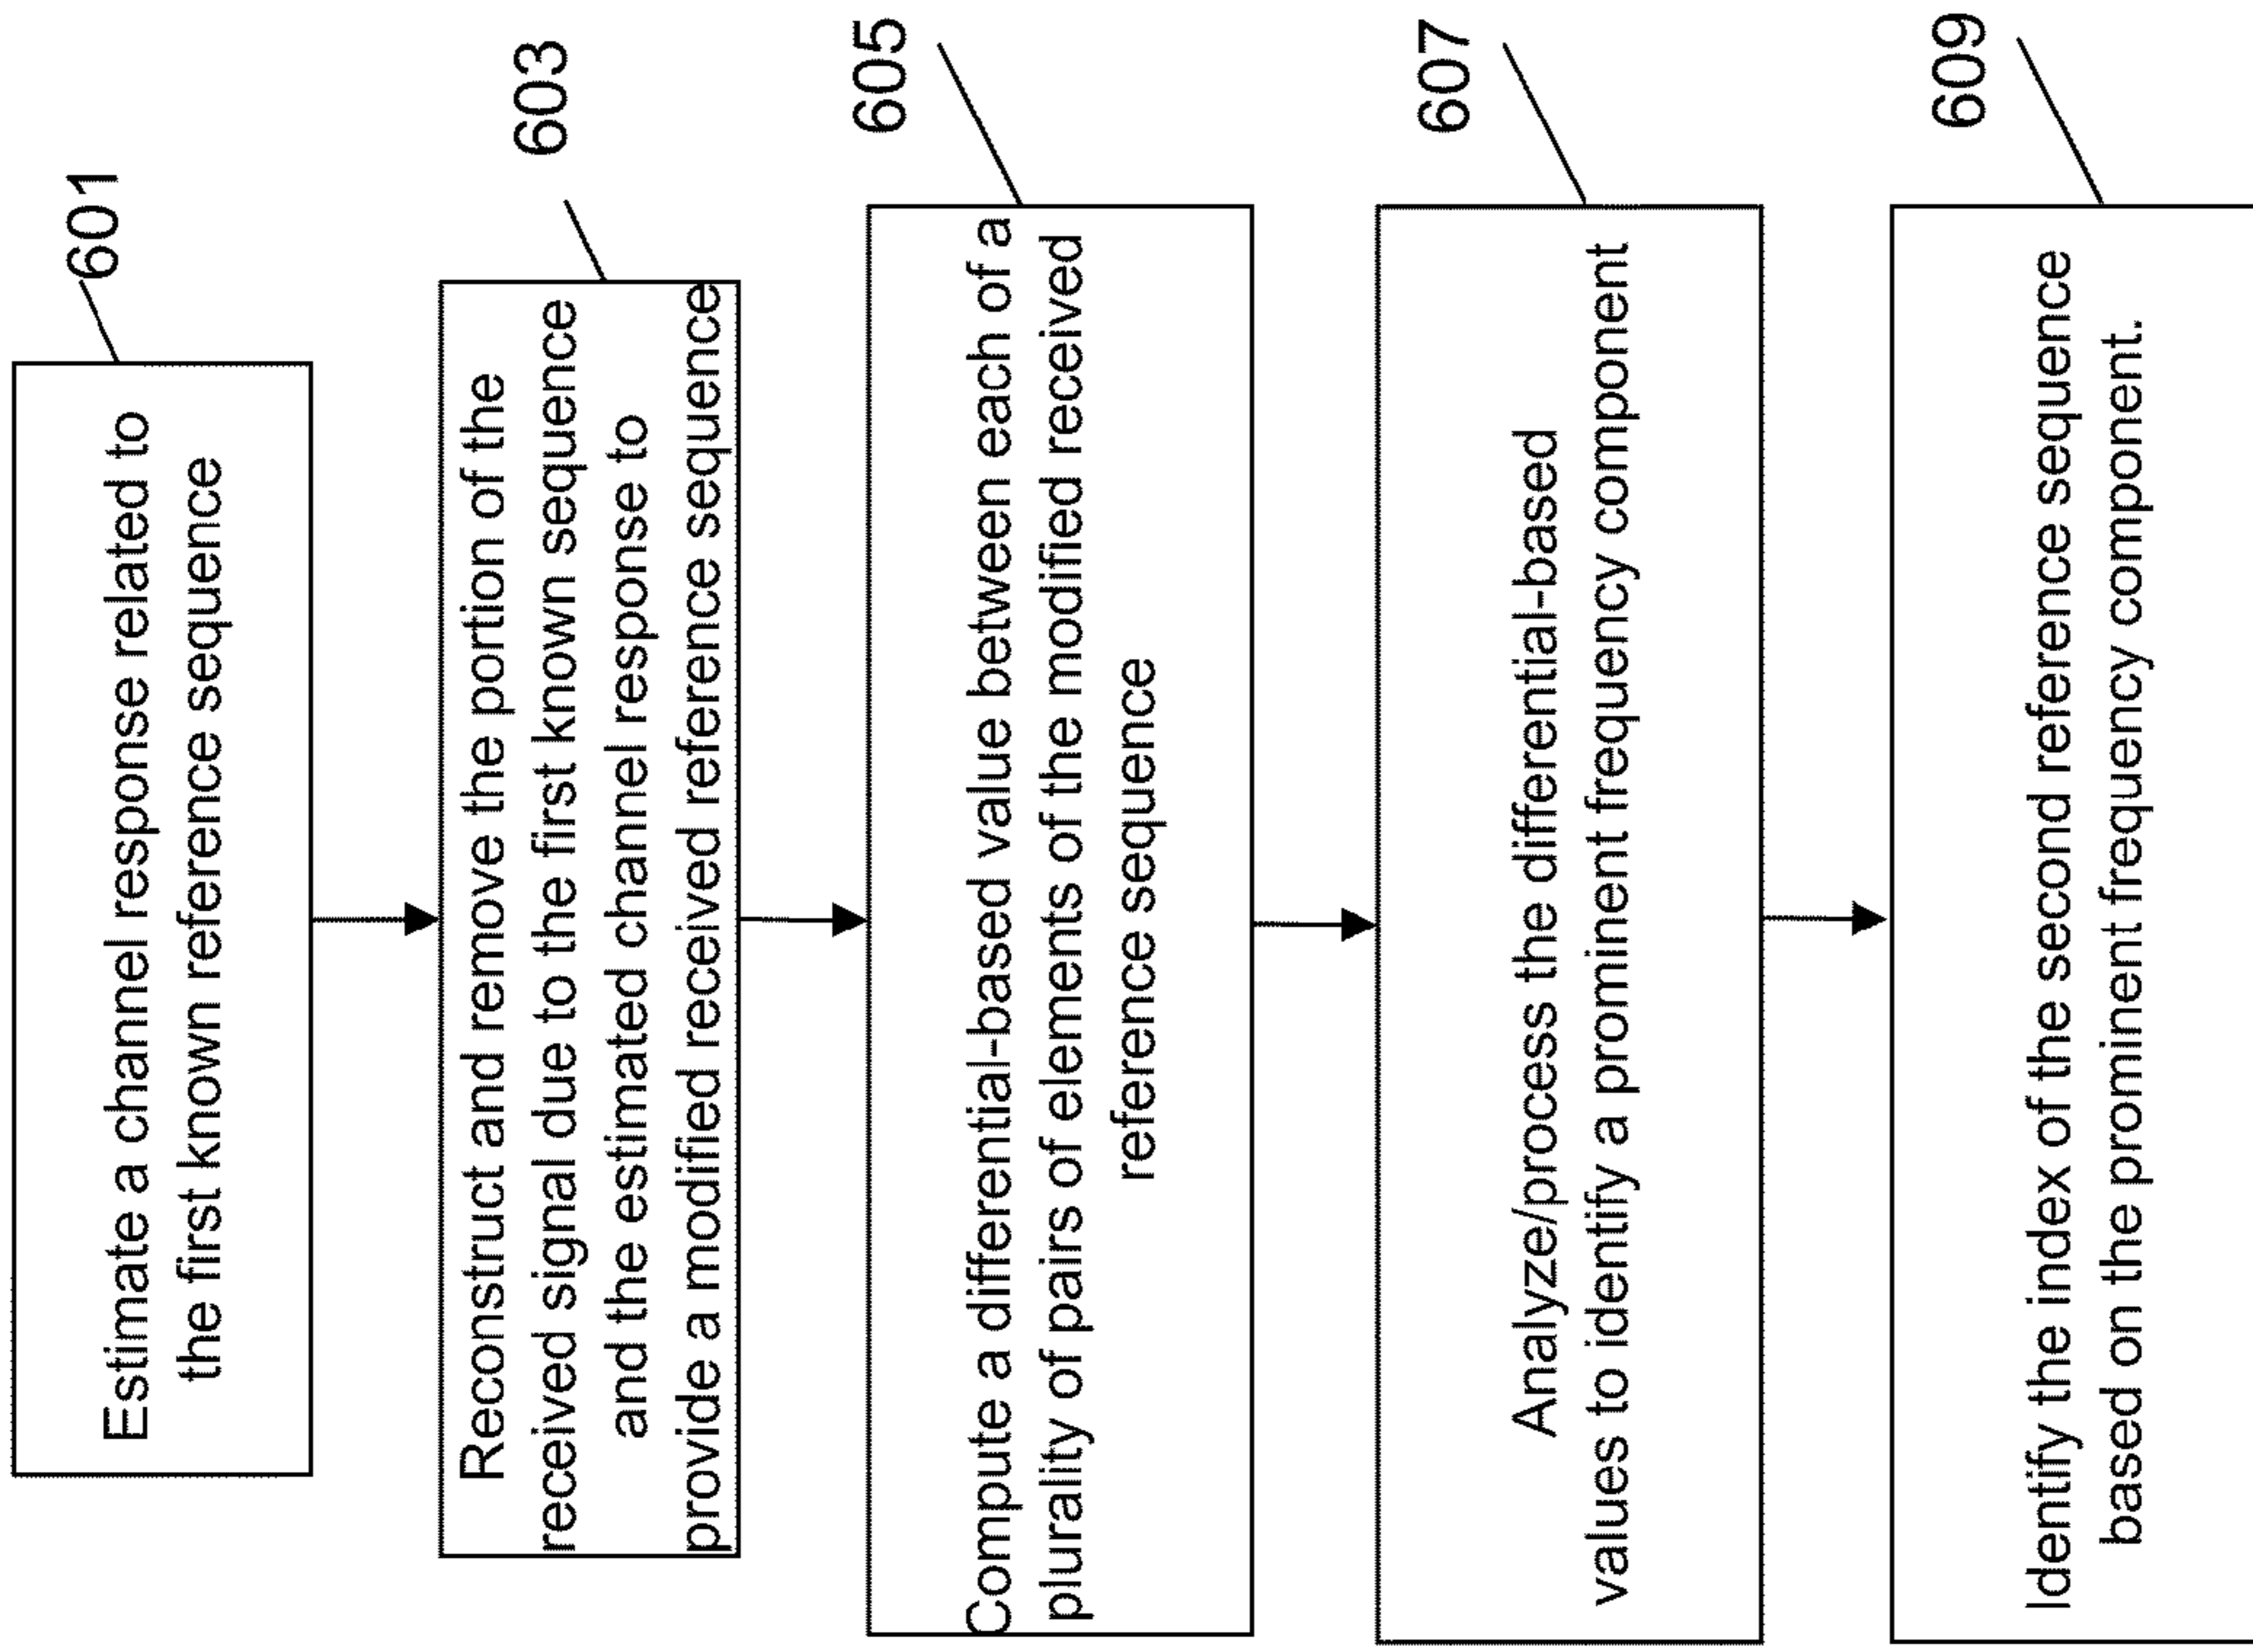 601
Estimate a channel response related to
the first known reference sequence
603
Reconstruct and remove the portion of the
received signal due to the first known sequence
and the estimated channel response to
provide a modified received reference sequence
605
Compute a differential-based value between each of a
plurality of pairs of elements of the modified received
reference sequence
607
Analyze/process the differential-based
values to identify a prominent frequency component
609
Identify the index of the second reference sequence
based on the prominent frequency component.